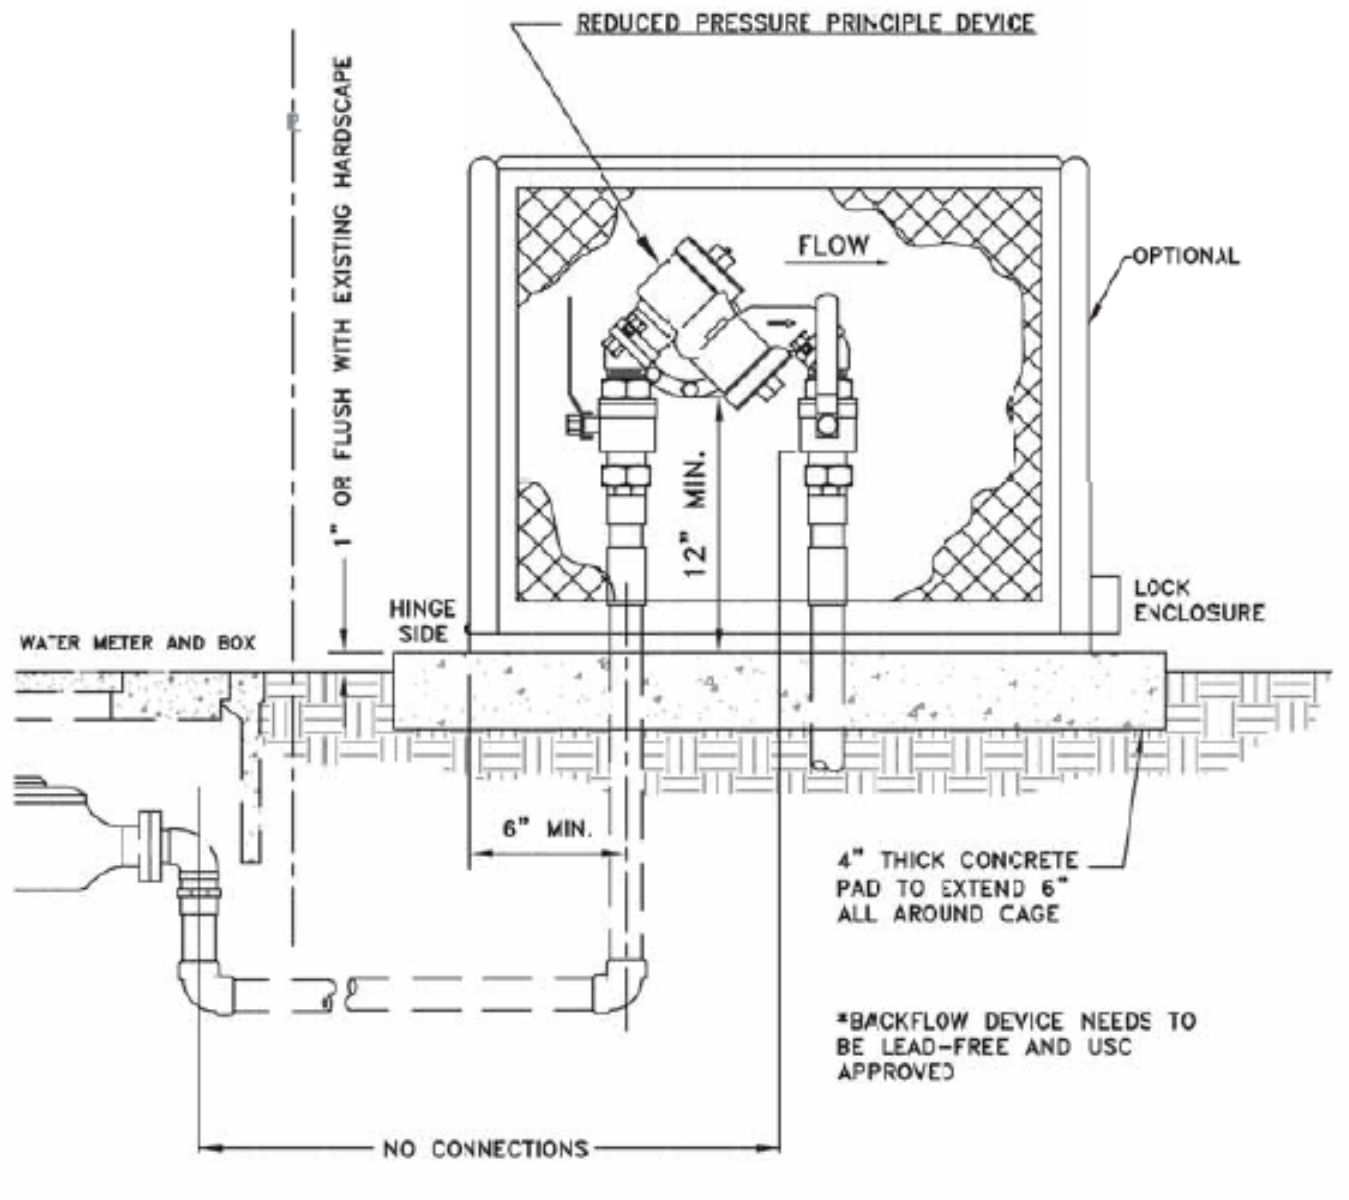 REDUCED PRESSURE PRINCIPLE DEVICE
PL
1" OR FLUSH WITH EXISTING HARDSCAPE
FLOW
OPTIONAL
12" MIN.
HINGE
SIDE
LOCK
ENCLOSURE
WATER METER AND BOX
6" MIN.
4" THICK CONCRETE
PAD TO EXTEND 6"
ALL AROUND CAGE
*BACKFLOW DEVICE NEEDS TO
BE LEAD-FREE AND USC
APPROVED
NO CONNECTIONS